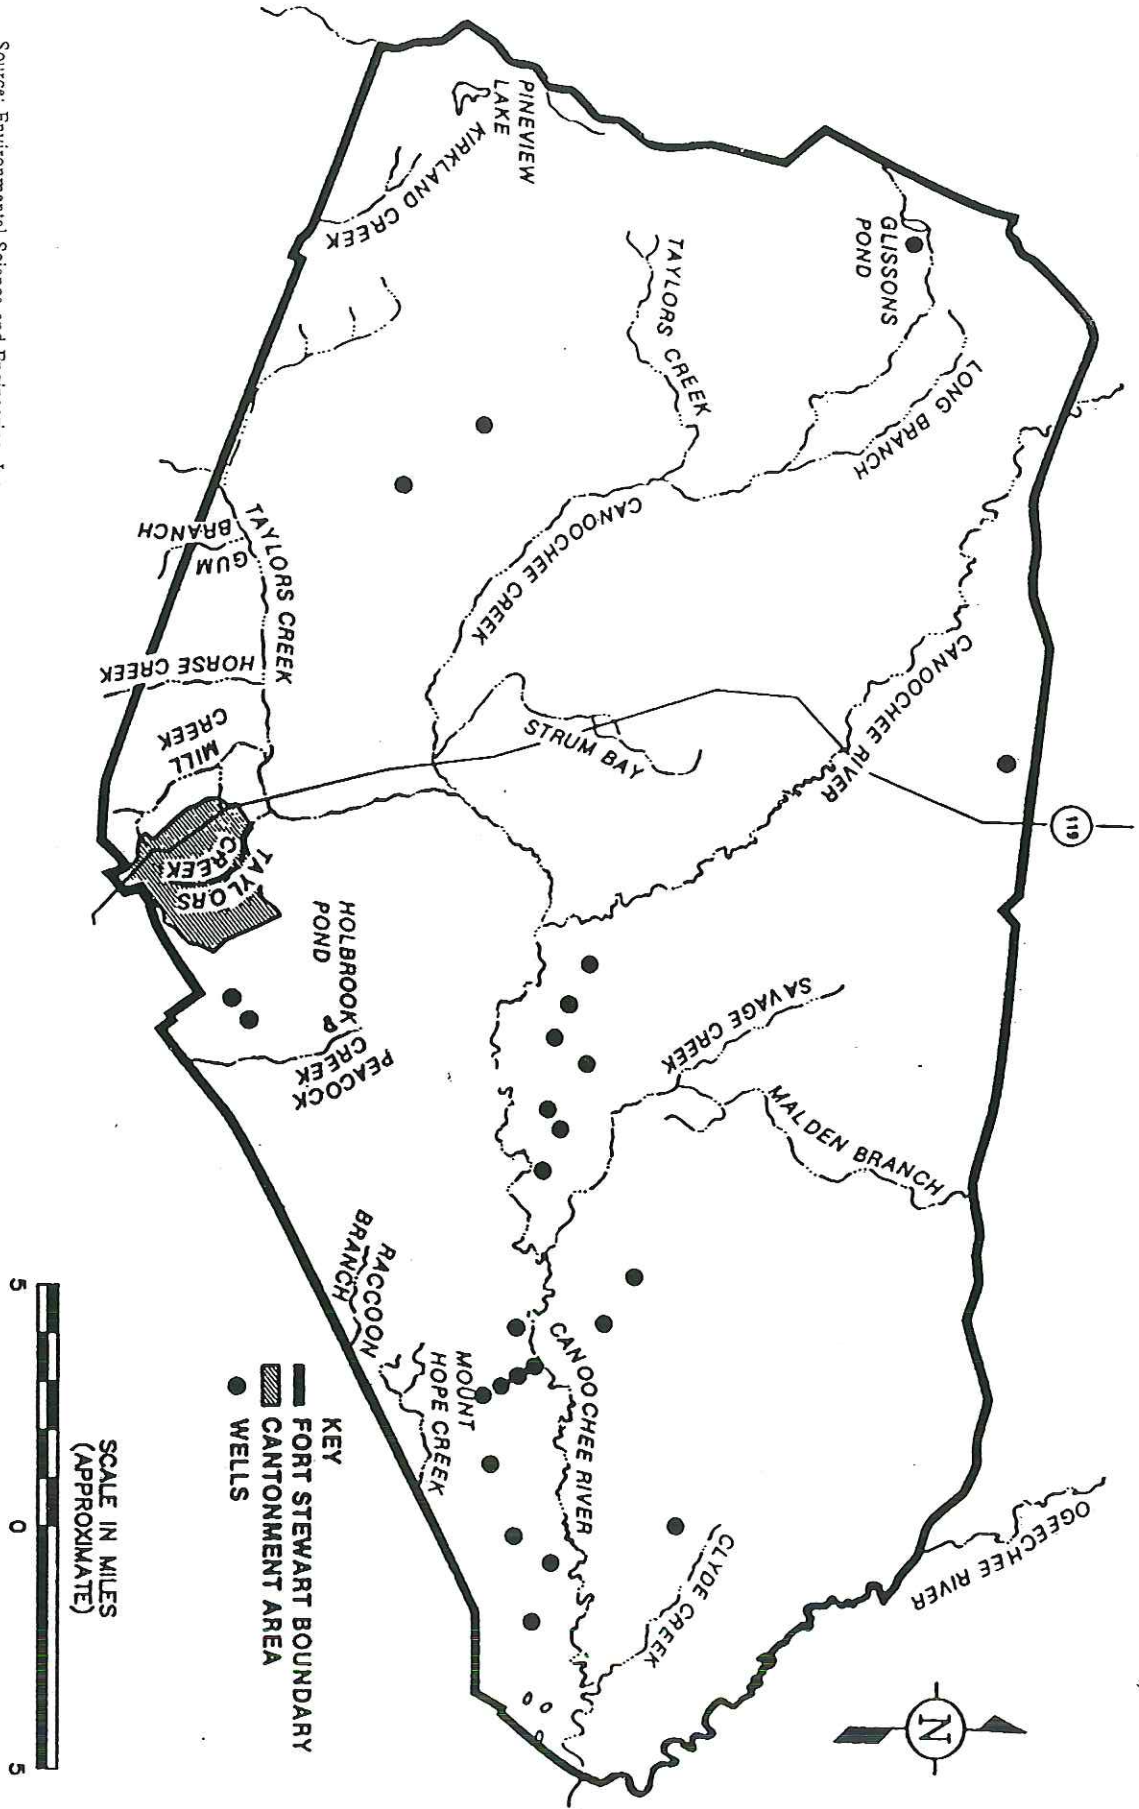 PINEVIEW
LAKE
KIRKLAND CREEK
GLISSONS
POND
TAYLORS CREEK
LONG BRANCH
CANOOCHEE CREEK
CANOOCHEE RIVER
TAYLORS CREEK
GUM
BRANCH
HORSE CREEK
MILL
CREEK
STRUM BAY
119
TAYLORS
CREEK
HOLBROOK
POND
PEACOCK
CREEK
SAVAGE CREEK
MALDEN BRANCH
RACCOON
BRANCH
MOUNT
HOPE CREEK
CANOOCHEE RIVER
CLYDE CREEK
OGEECHEE RIVER
N
KEY
FORT STEWART BOUNDARY
CANTONMENT AREA
WELLS
5 0 5
SCALE IN MILES
(APPROXIMATE)
Source: Environmental Science and